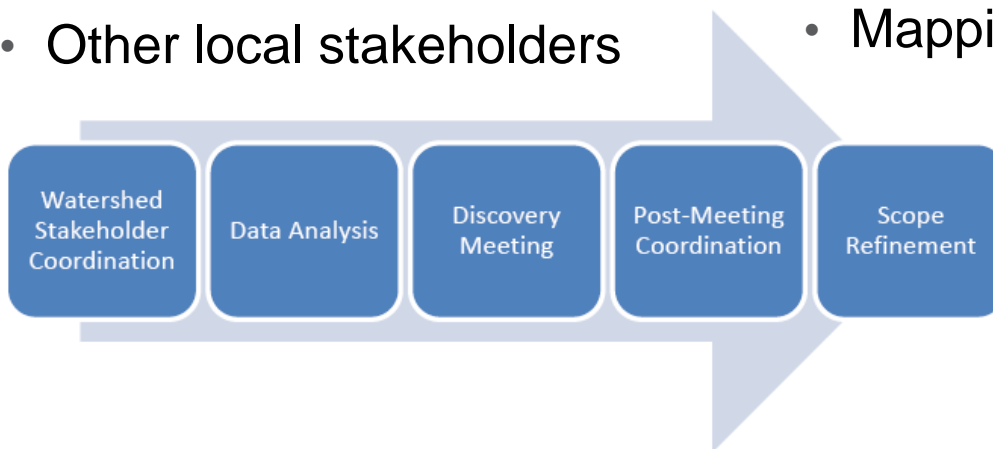 • Other local stakeholders
• Mappi
Watershed
Stakeholder
Coordination
Data Analysis
Discovery
Meeting
Post-Meeting
Coordination
Scope
Refinement